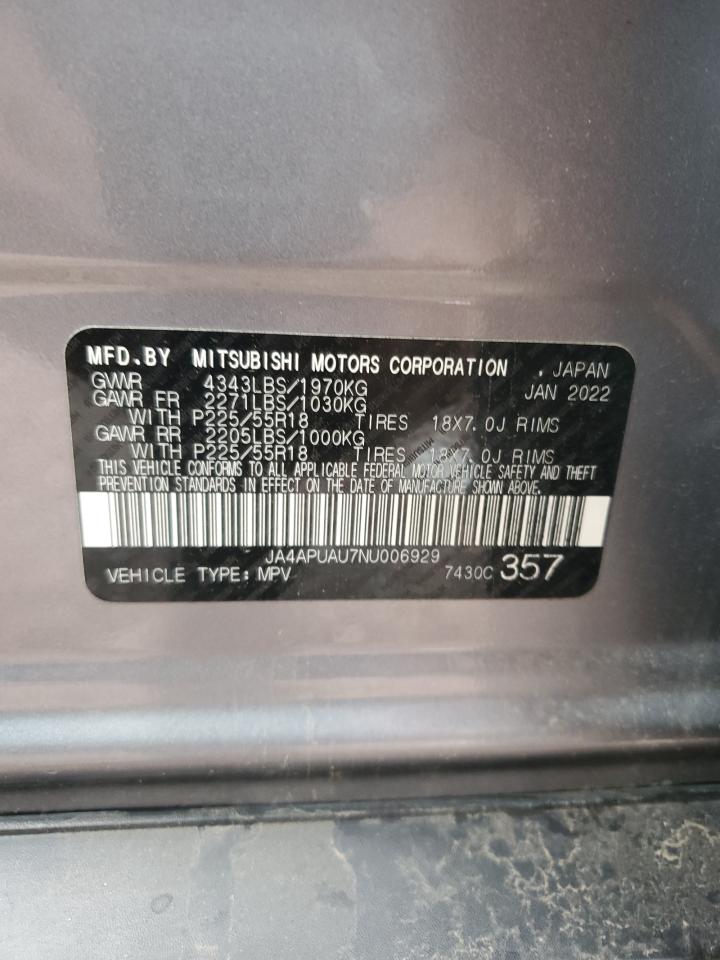 MFD.BY MITSUBISHI MOTORS CORPORATION , JAPAN
GVWR 4343LBS/1970KG JAN 2022
GAWR FR 2271LBS/1030KG
WITH P225/55R18 TIRES 18X7.0J RIMS
GAWR RR 2205LBS/1000KG
WITH P225/55R18 TIRES 18X7.0J RIMS
THIS VEHICLE CONFORMS TO ALL APPLICABLE FEDERAL MOTOR VEHICLE SAFETY AND THEFT
PREVENTION STANDARDS IN EFFECT ON THE DATE OF MANUFACTURE SHOWN ABOVE.
JA4APUAU7NU006929
VEHICLE TYPE: MPV 7430C 357